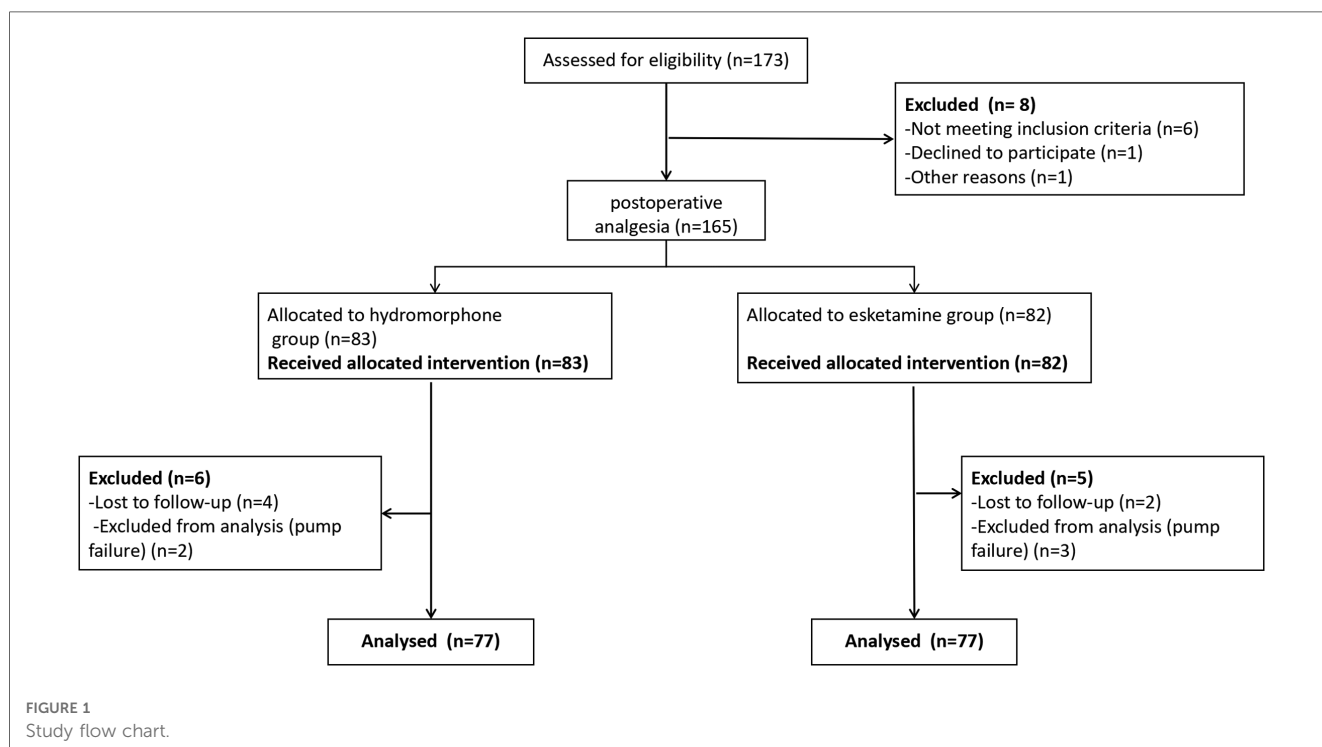 Assessed for eligibility (n=173)
Excluded (n= 8)
-Not meeting inclusion criteria (n=6)
-Declined to participate (n=1)
-Other reasons (n=1)
postoperative
analgesia (n=165)
Allocated to hydromorphone
group (n=83)
Received allocated intervention (n=83)
Allocated to esketamine group (n=82)
Received allocated intervention (n=82)
Excluded (n=6)
-Lost to follow-up (n=4)
-Excluded from analysis (pump
failure) (n=2)
Excluded (n=5)
-Lost to follow-up (n=2)
-Excluded from analysis (pump
failure) (n=3)
Analysed (n=77)
Analysed (n=77)
FIGURE 1
Study flow chart.